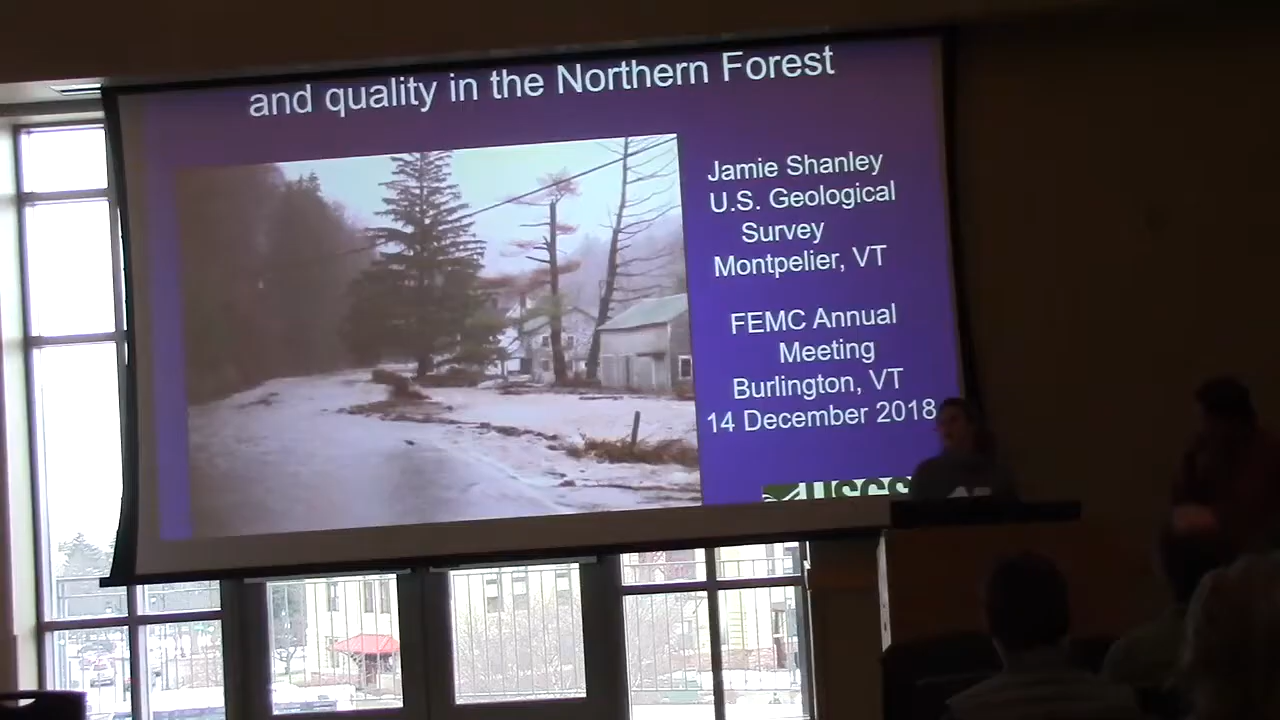 and quality in the Northern Forest
Jamie Shanley
U.S. Geological
Survey
Montpelier, VT
FEMC Annual
Meeting
Burlington, VT
14 December 2018
USGS